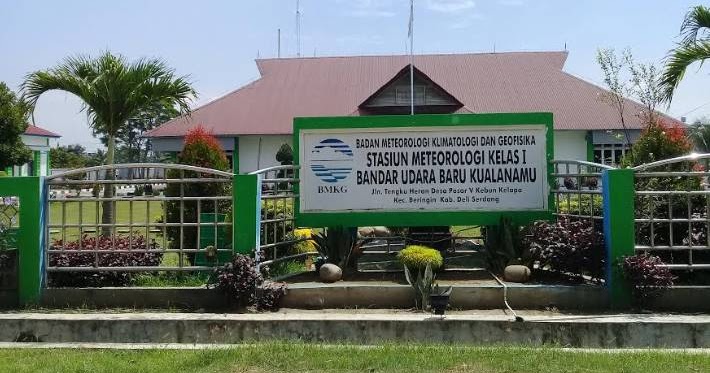 BADAN METEOROLOGI KLIMATOLOGI DAN GEOFISIKA
STASIUN METEOROLOGI KELAS I
BANDAR UDARA BARU KUALANAMU
Jln. Tengku Heran Desa Pasar V Kebun Kelapa
Kec. Beringin Kab. Deli Serdang
BMKG